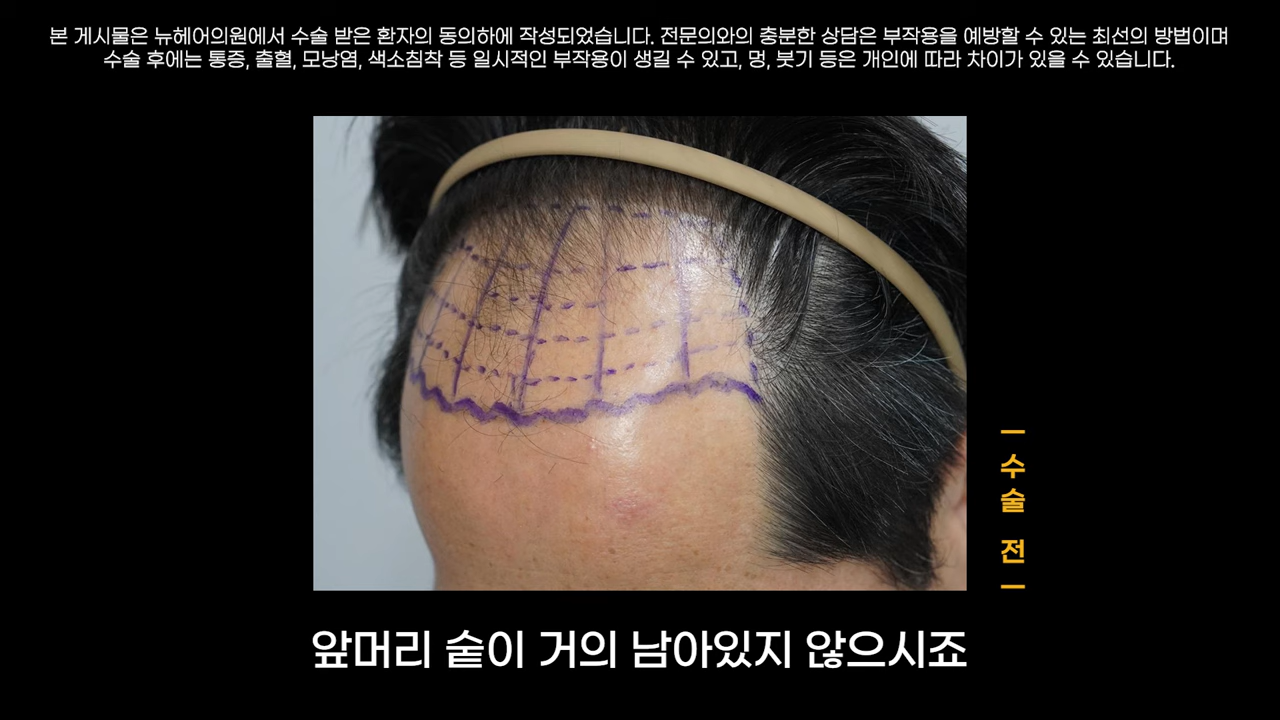 본 게시물은 뉴헤어의원에서 수술 받은 환자의 동의하에 작성되었습니다. 전문의와의 충분한 상담은 부작용을 예방할 수 있는 최선의 방법이며
수술 후에는 통증, 출혈, 모낭염, 색소침착 등 일시적인 부작용이 생길 수 있고, 멍, 붓기 등은 개인에 따라 차이가 있을 수 있습니다.
| 수술 전 |
앞머리 숱이 거의 남아있지 않으시죠